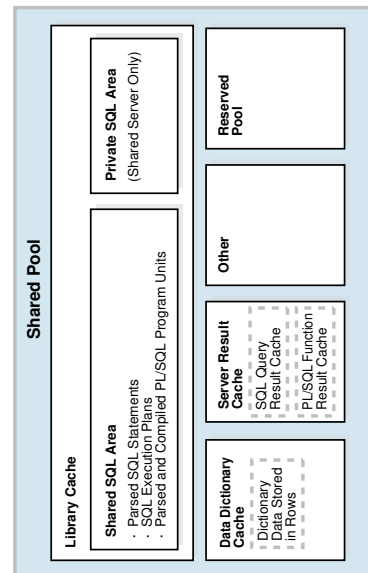 Shared Pool
Library Cache
Shared SQL Area
· Parsed SQL Statements
· SQL Execution Plans
· Parsed and Compiled PL/SQL Program Units
Private SQL Area
(Shared Server Only)
Data Dictionary
Cache
Dictionary
Data Stored
in Rows
Server Result
Cache
SQL Query
Result Cache
PL/SQL Function
Result Cache
Other
Reserved
Pool